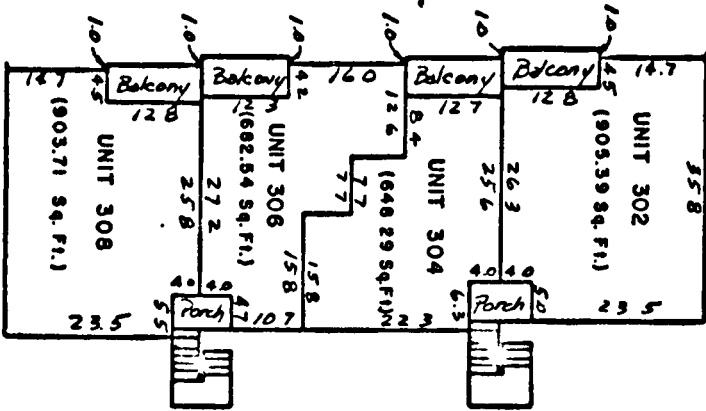 1.0 1.0 1.0 1.0 1.0 1.0
14.7 4.5 Balcony Balcony 4.2 16.0 Balcony Balcony 4.5 14.7
12 8 12 3 12 7 12 8
12 6 8 4
UNIT 308
(903.71 Sq.Ft.)
25 8
27 2
UNIT 306
(682.54 Sq.Ft.)
7 7
7 7
15 8
15 8
UNIT 304
(648 29 Sq.Ft)
25 6
26 3
UNIT 302
(905.39 Sq.Ft.)
35 8
4.0 4.0 4.0 4.0
23.5 5.5 Porch 4.7 10 7 22 3 6.3 Porch 5.0 23.5